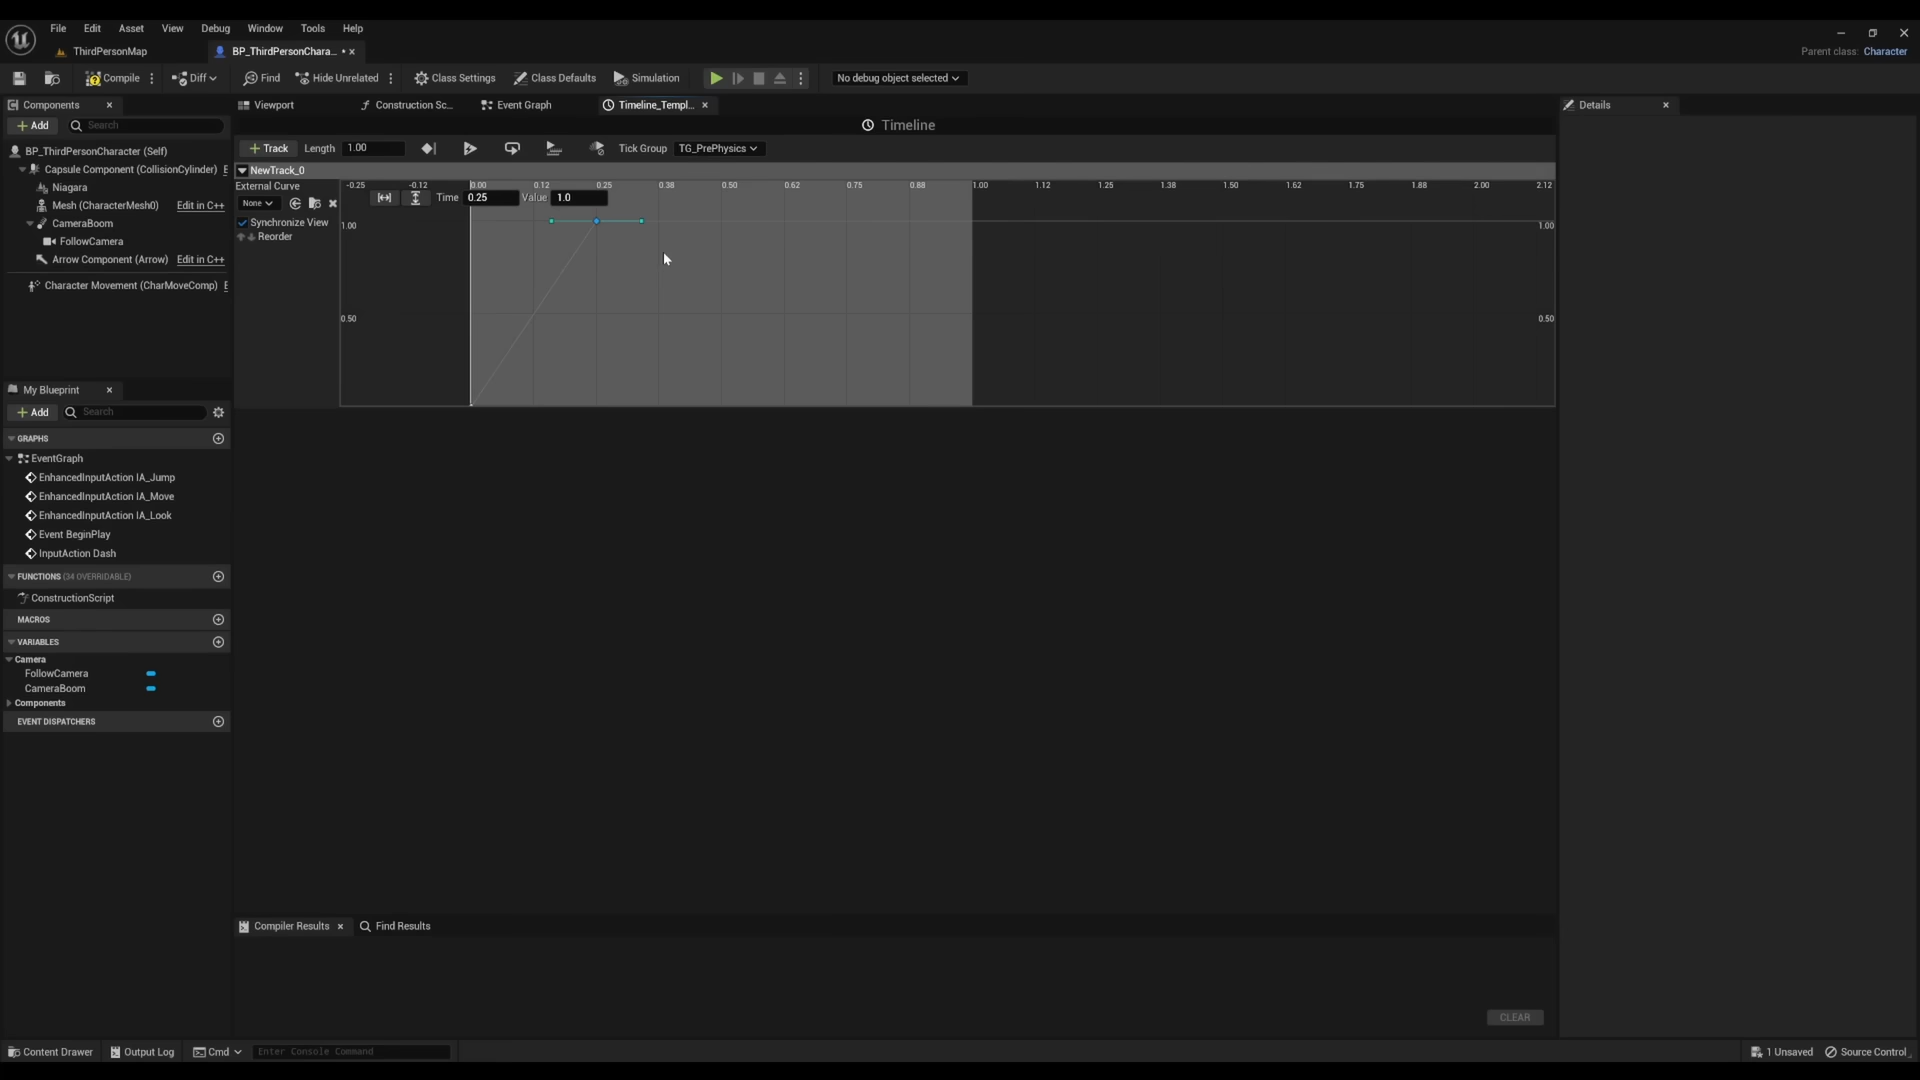 File Edit Asset View Debug Window Tools Help
ThirdPersonMap
BP_ThirdPersonChara...
Parent class: Character
Compile
Diff
Find
Hide Unrelated
Class Settings
Class Defaults
Simulation
No debug object selected
Components
Add
Search
BP_ThirdPersonCharacter (Self)
Capsule Component (CollisionCylinder)
Niagara
Mesh (CharacterMesh0) Edit in C++
CameraBoom
FollowCamera
Arrow Component (Arrow) Edit in C++
Character Movement (CharMoveComp)
My Blueprint
Add
Search
GRAPHS
EventGraph
EnhancedInputAction IA_Jump
EnhancedInputAction IA_Move
EnhancedInputAction IA_Look
Event BeginPlay
InputAction Dash
FUNCTIONS (34 OVERRIDABLE)
ConstructionScript
MACROS
VARIABLES
Camera
FollowCamera
CameraBoom
Components
EVENT DISPATCHERS
Viewport
Construction Sc...
Event Graph
Timeline_Templ...
Timeline
Track
Length 1.00
Tick Group TG_PrePhysics
NewTrack_0
External Curve
None
Synchronize View
Reorder
-0.25 -0.12 0.00 0.12 0.25 0.38 0.50 0.62 0.75 0.88 1.00 1.12 1.25 1.38 1.50 1.62 1.75 1.88 2.00 2.12
Time 0.25 Value 1.0
1.00 1.00
0.50 0.50
Details
Compiler Results
Find Results
CLEAR
Content Drawer
Output Log
Cmd
Enter Console Command
1 Unsaved
Source Control